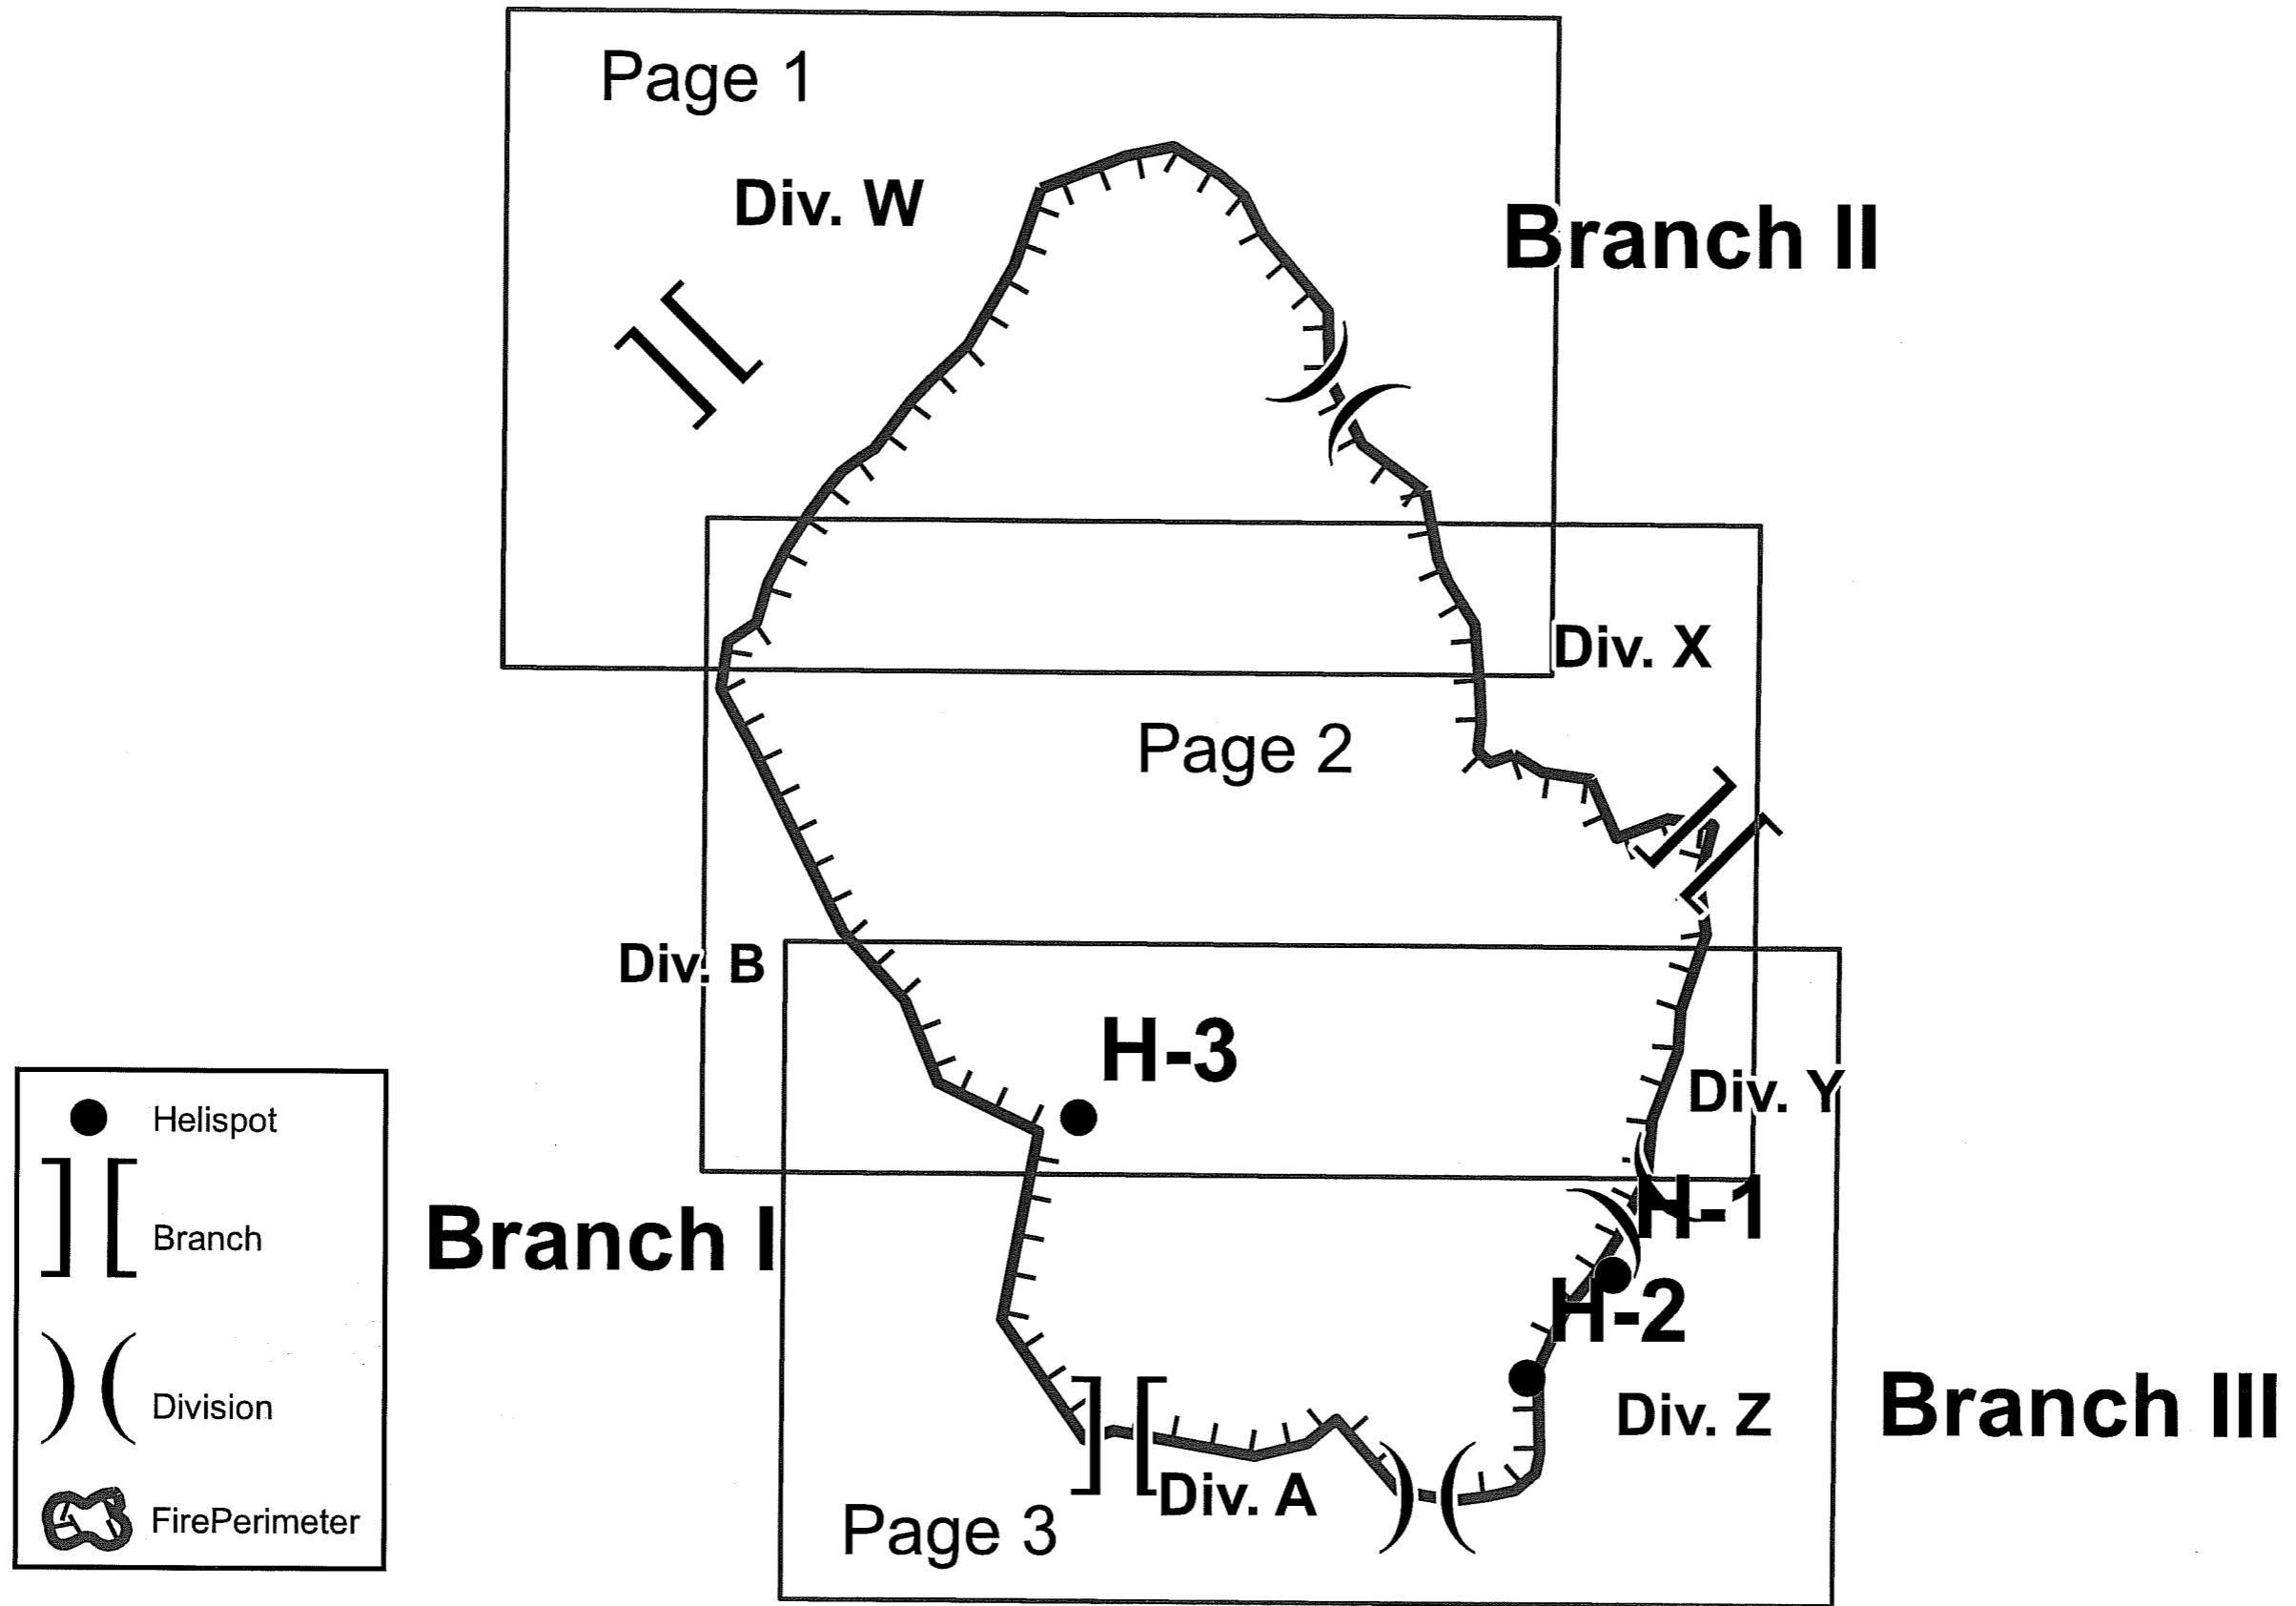 Page 1
Div. W
Branch II
Div. X
Page 2
Div. B
H-3
Div. Y
H-1
Branch I
H-2
Branch III
Div. Z
Div. A
Page 3
Helispot
Branch
Division
FirePerimeter